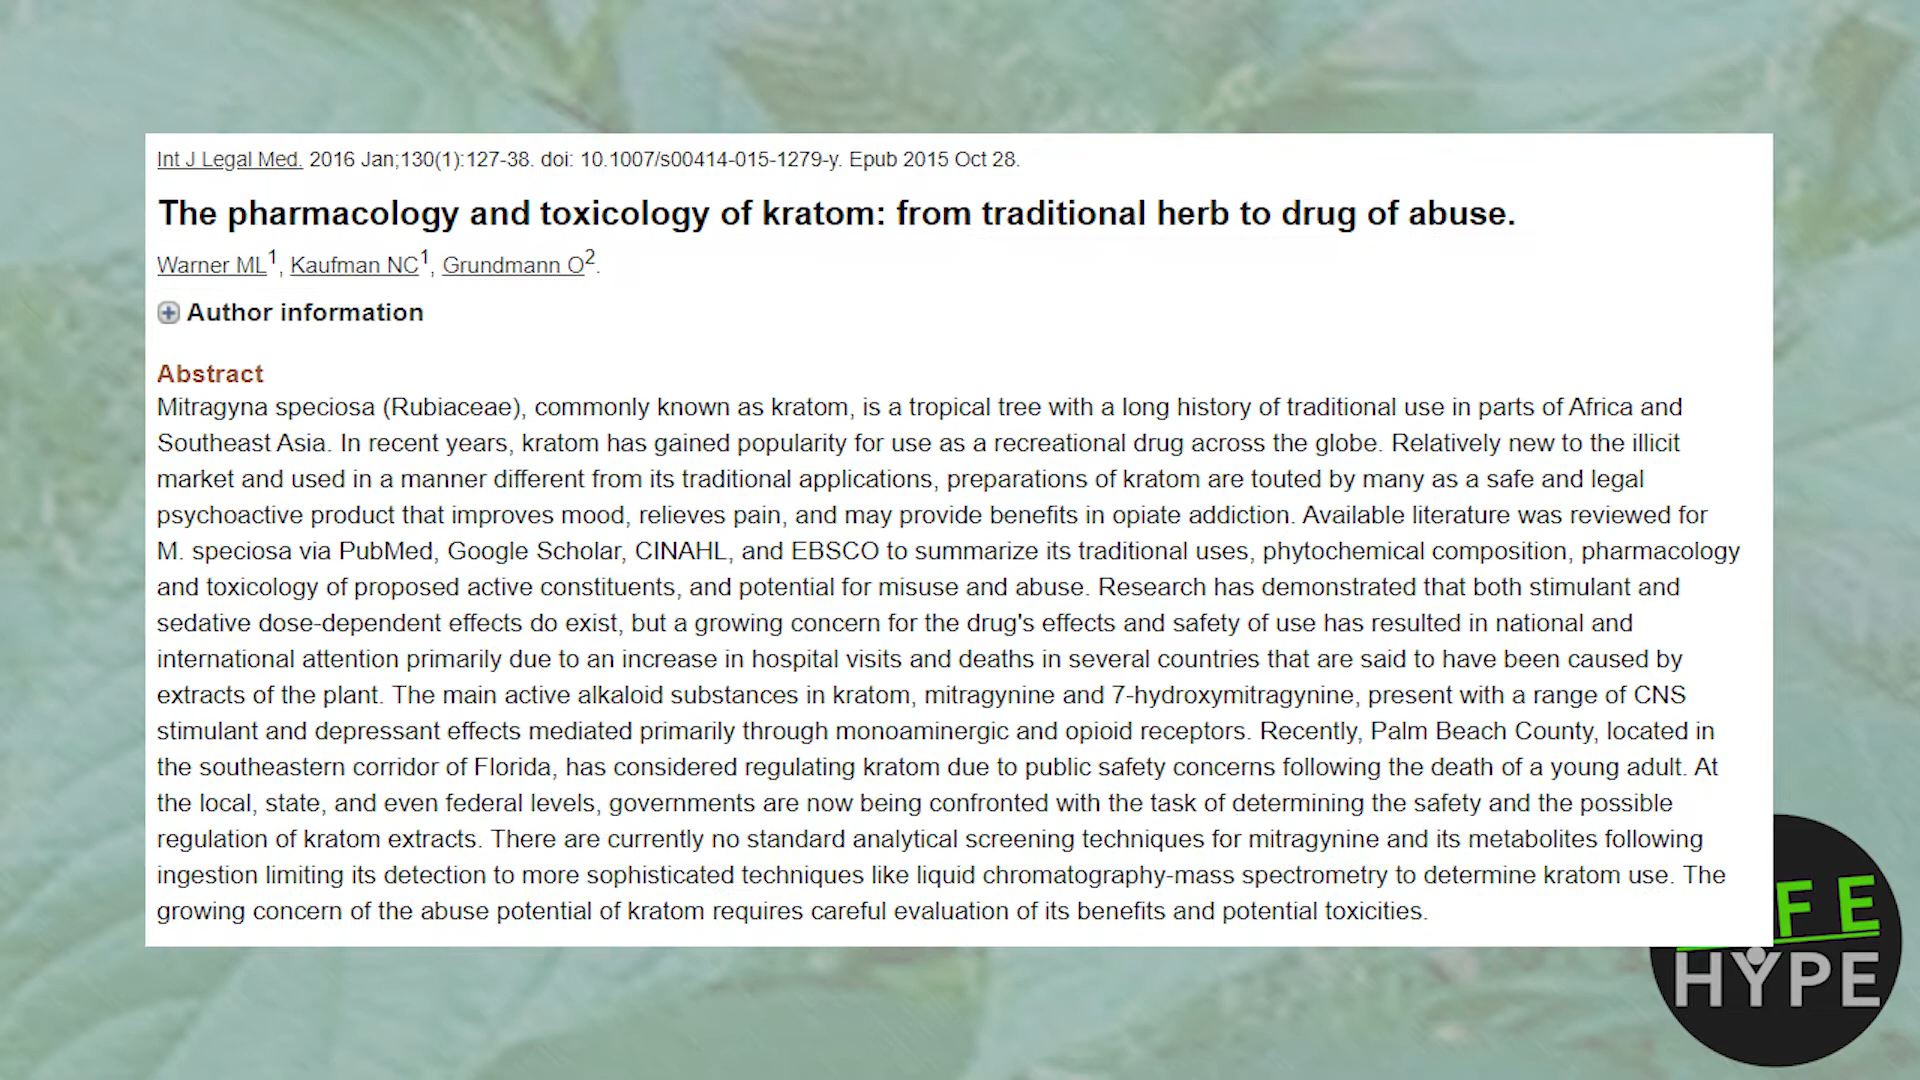 Int J Legal Med. 2016 Jan;130(1):127-38. doi: 10.1007/s00414-015-1279-y. Epub 2015 Oct 28.
The pharmacology and toxicology of kratom: from traditional herb to drug of abuse.
Warner ML1, Kaufman NC1, Grundmann O2.
Author information
Abstract
Mitragyna speciosa (Rubiaceae), commonly known as kratom, is a tropical tree with a long history of traditional use in parts of Africa and
Southeast Asia. In recent years, kratom has gained popularity for use as a recreational drug across the globe. Relatively new to the illicit
market and used in a manner different from its traditional applications, preparations of kratom are touted by many as a safe and legal
psychoactive product that improves mood, relieves pain, and may provide benefits in opiate addiction. Available literature was reviewed for
M. speciosa via PubMed, Google Scholar, CINAHL, and EBSCO to summarize its traditional uses, phytochemical composition, pharmacology
and toxicology of proposed active constituents, and potential for misuse and abuse. Research has demonstrated that both stimulant and
sedative dose-dependent effects do exist, but a growing concern for the drug's effects and safety of use has resulted in national and
international attention primarily due to an increase in hospital visits and deaths in several countries that are said to have been caused by
extracts of the plant. The main active alkaloid substances in kratom, mitragynine and 7-hydroxymitragynine, present with a range of CNS
stimulant and depressant effects mediated primarily through monoaminergic and opioid receptors. Recently, Palm Beach County, located in
the southeastern corridor of Florida, has considered regulating kratom due to public safety concerns following the death of a young adult. At
the local, state, and even federal levels, governments are now being confronted with the task of determining the safety and the possible
regulation of kratom extracts. There are currently no standard analytical screening techniques for mitragynine and its metabolites following
ingestion limiting its detection to more sophisticated techniques like liquid chromatography-mass spectrometry to determine kratom use. The
growing concern of the abuse potential of kratom requires careful evaluation of its benefits and potential toxicities.
FE
HYPE